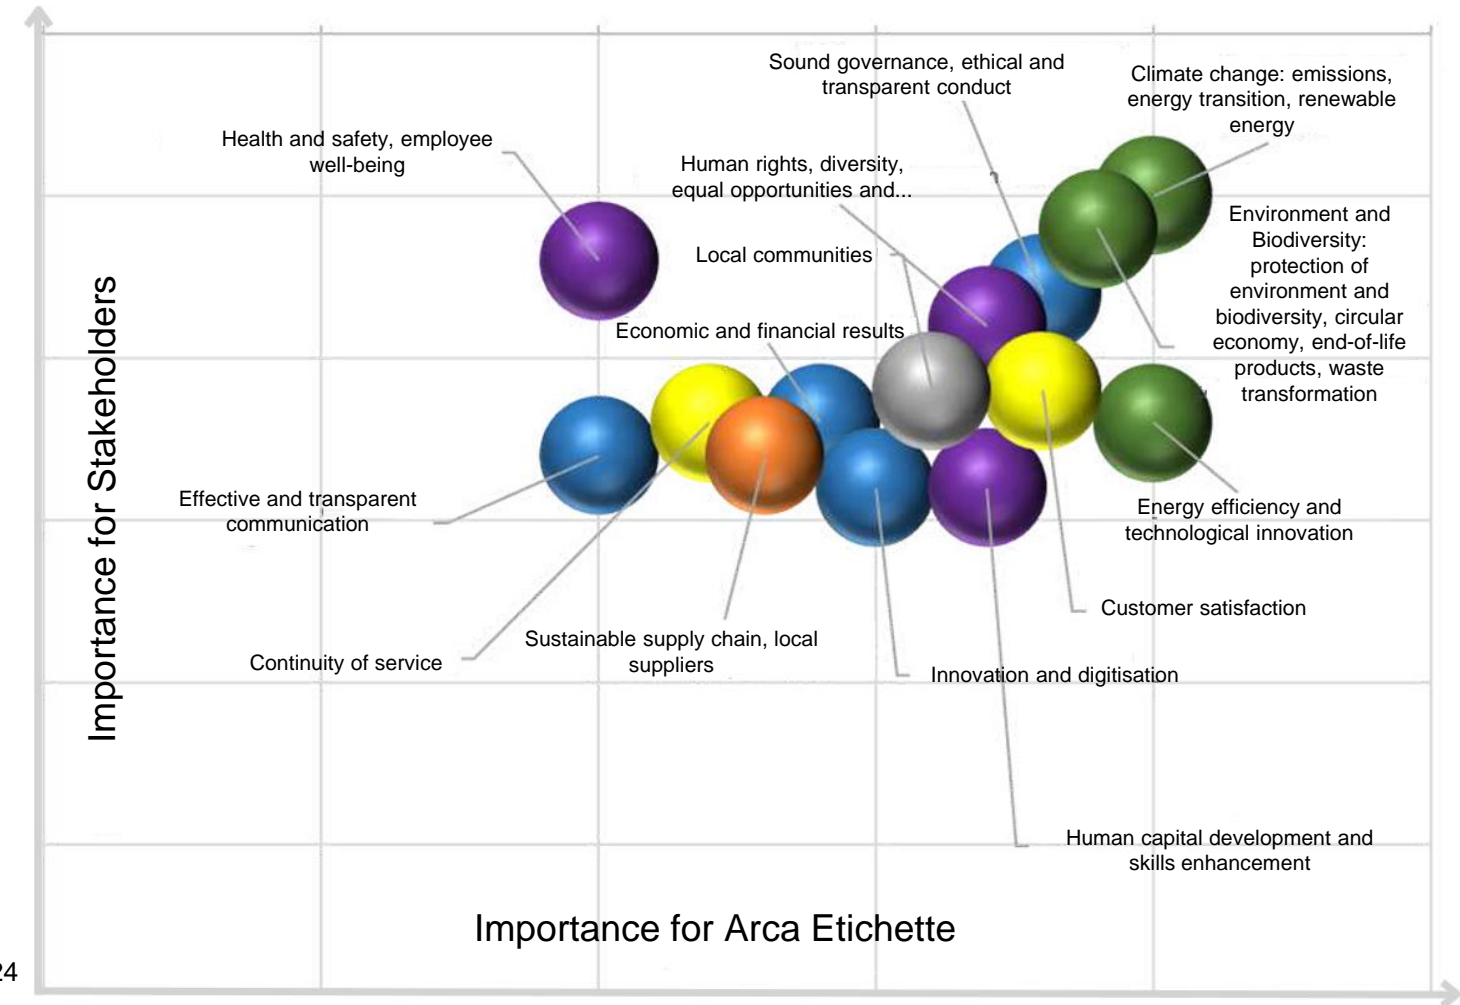 Sound governance, ethical and
transparent conduct
Climate change: emissions,
energy transition, renewable
energy
Health and safety, employee
well-being
Human rights, diversity,
equal opportunities and...
Environment and
Biodiversity:
protection of
environment and
biodiversity, circular
economy, end-of-life
products, waste
transformation
Local communities
Economic and financial results
Importance for Stakeholders
Effective and transparent
communication
Energy efficiency and
technological innovation
Customer satisfaction
Sustainable supply chain, local
suppliers
Continuity of service
Innovation and digitisation
Human capital development and
skills enhancement
Importance for Arca Etichette
24